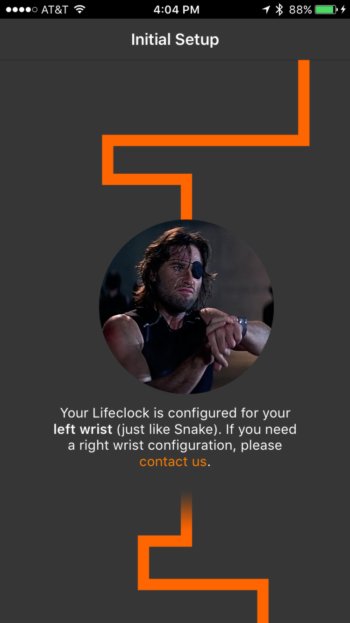 AT&T 4:04 PM 88%
Initial Setup
Your Lifeclock is configured for your
left wrist (just like Snake). If you need
a right wrist configuration, please
contact us.